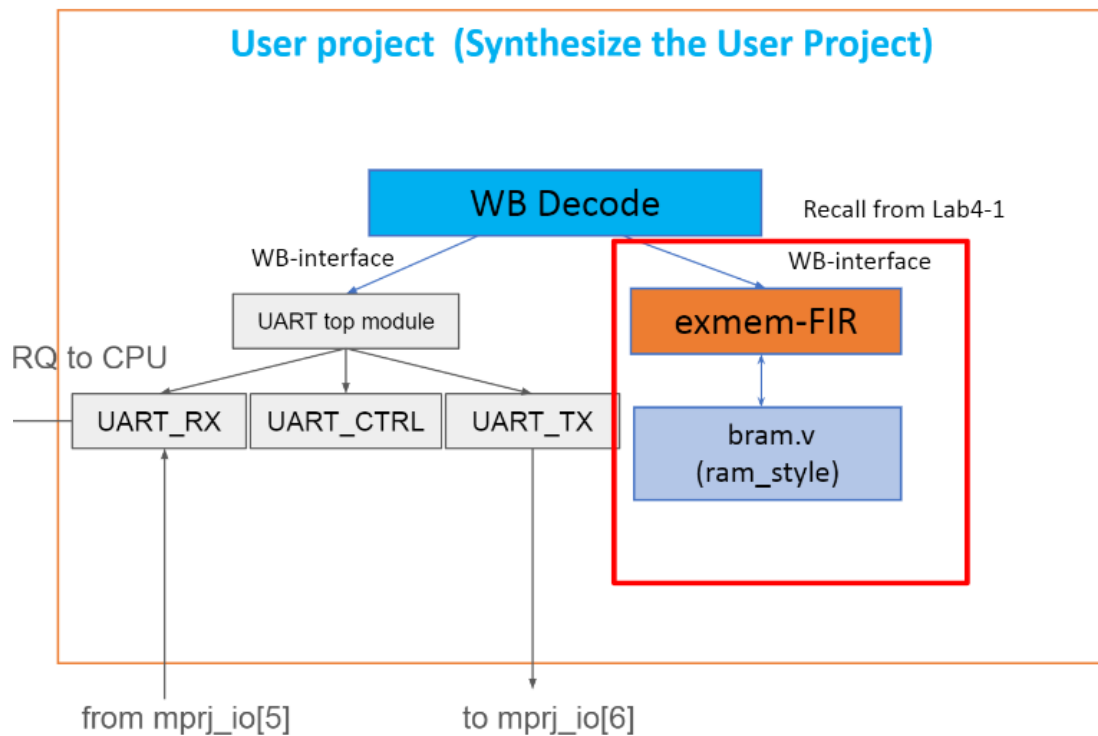 User project (Synthesize the User Project)
WB Decode
Recall from Lab4-1
WB-interface
WB-interface
UART top module
exmem-FIR
RQ to CPU
UART_RX
UART_CTRL
UART_TX
bram.v
(ram_style)
from mprj_io[5]
to mprj_io[6]